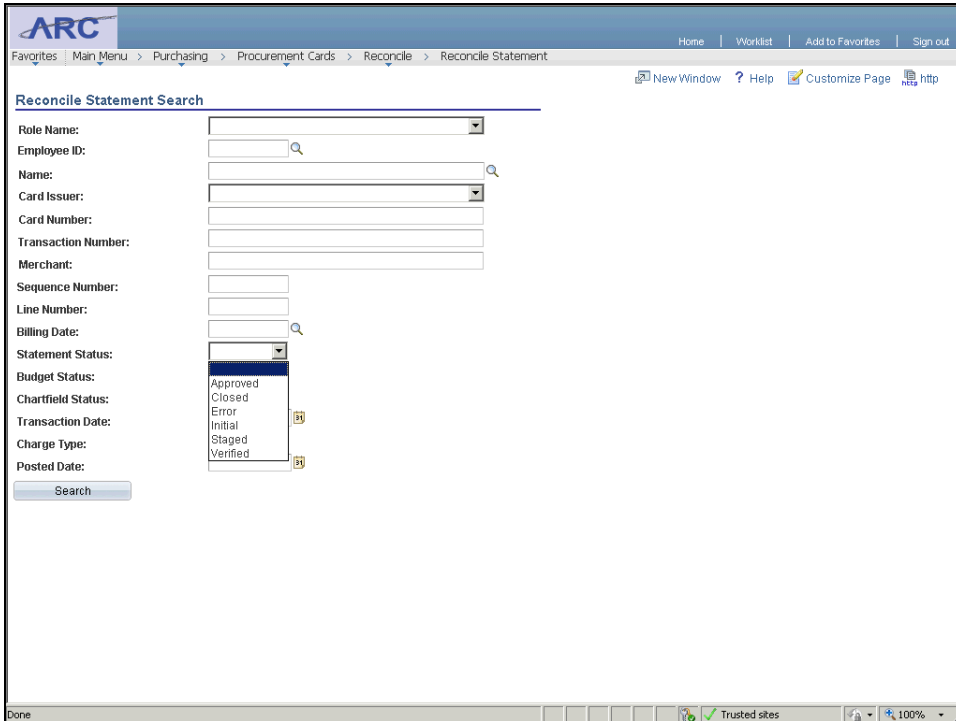 ARC
Home | Worklist | Add to Favorites | Sign out
Favorites Main Menu > Purchasing > Procurement Cards > Reconcile > Reconcile Statement
New Window ? Help Customize Page http
Reconcile Statement Search
Role Name:
Employee ID:
Name:
Card Issuer:
Card Number:
Transaction Number:
Merchant:
Sequence Number:
Line Number:
Billing Date:
Statement Status:
Budget Status:
Approved
Chartfield Status:
Closed
Error
Transaction Date:
31
Initial
Charge Type:
Staged
Verified
Posted Date:
31
Search
Done Trusted sites 100%